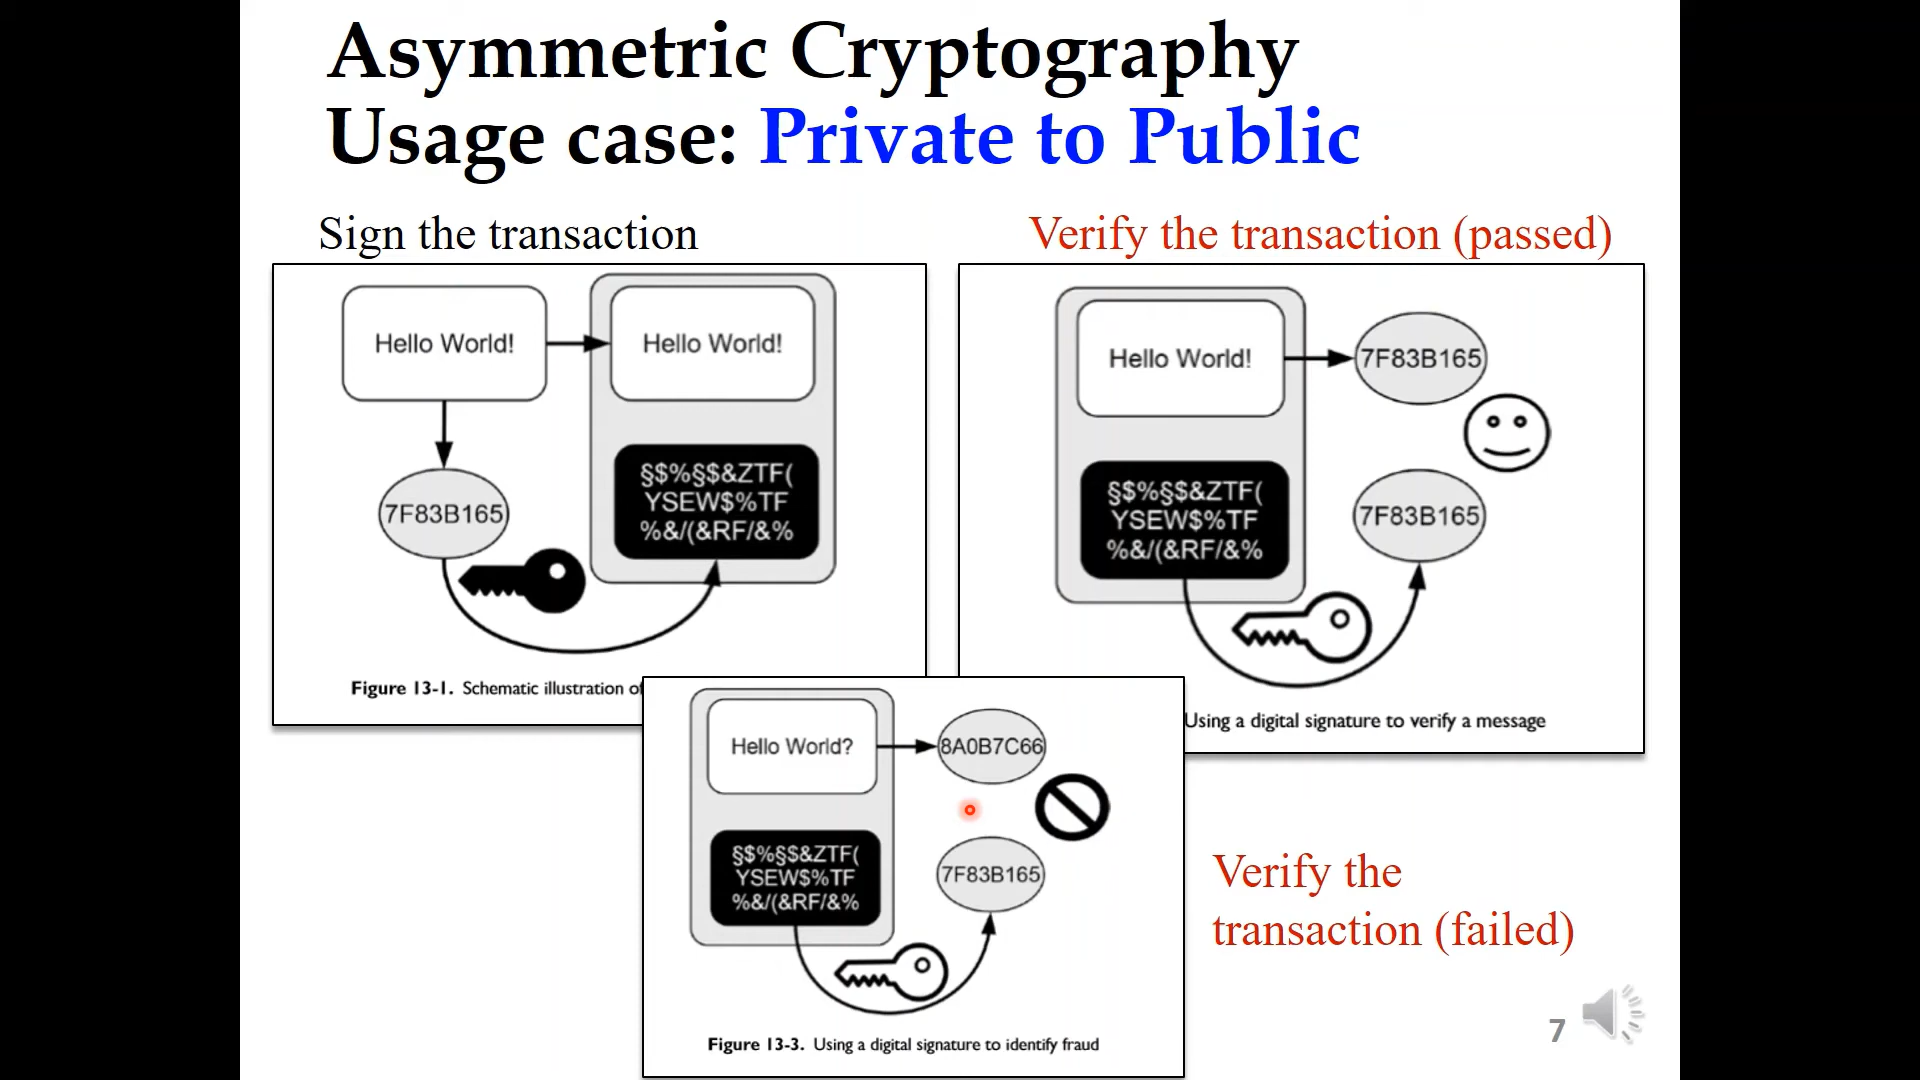 Asymmetric Cryptography
Usage case: Private to Public
Sign the transaction
Hello World!
Hello World!
7F83B165
§$%§$&ZTF(
YSEW$%TF
%&/(&RF/&%
Figure 13-1. Schematic illustration of
Verify the transaction (passed)
Hello World!
7F83B165
§$%§$&ZTF(
YSEW$%TF
%&/(&RF/&%
7F83B165
Using a digital signature to verify a message
Hello World?
8A0B7C66
§$%§$&ZTF(
YSEW$%TF
%&/(&RF/&%
7F83B165
Figure 13-3. Using a digital signature to identify fraud
Verify the
transaction (failed)
7